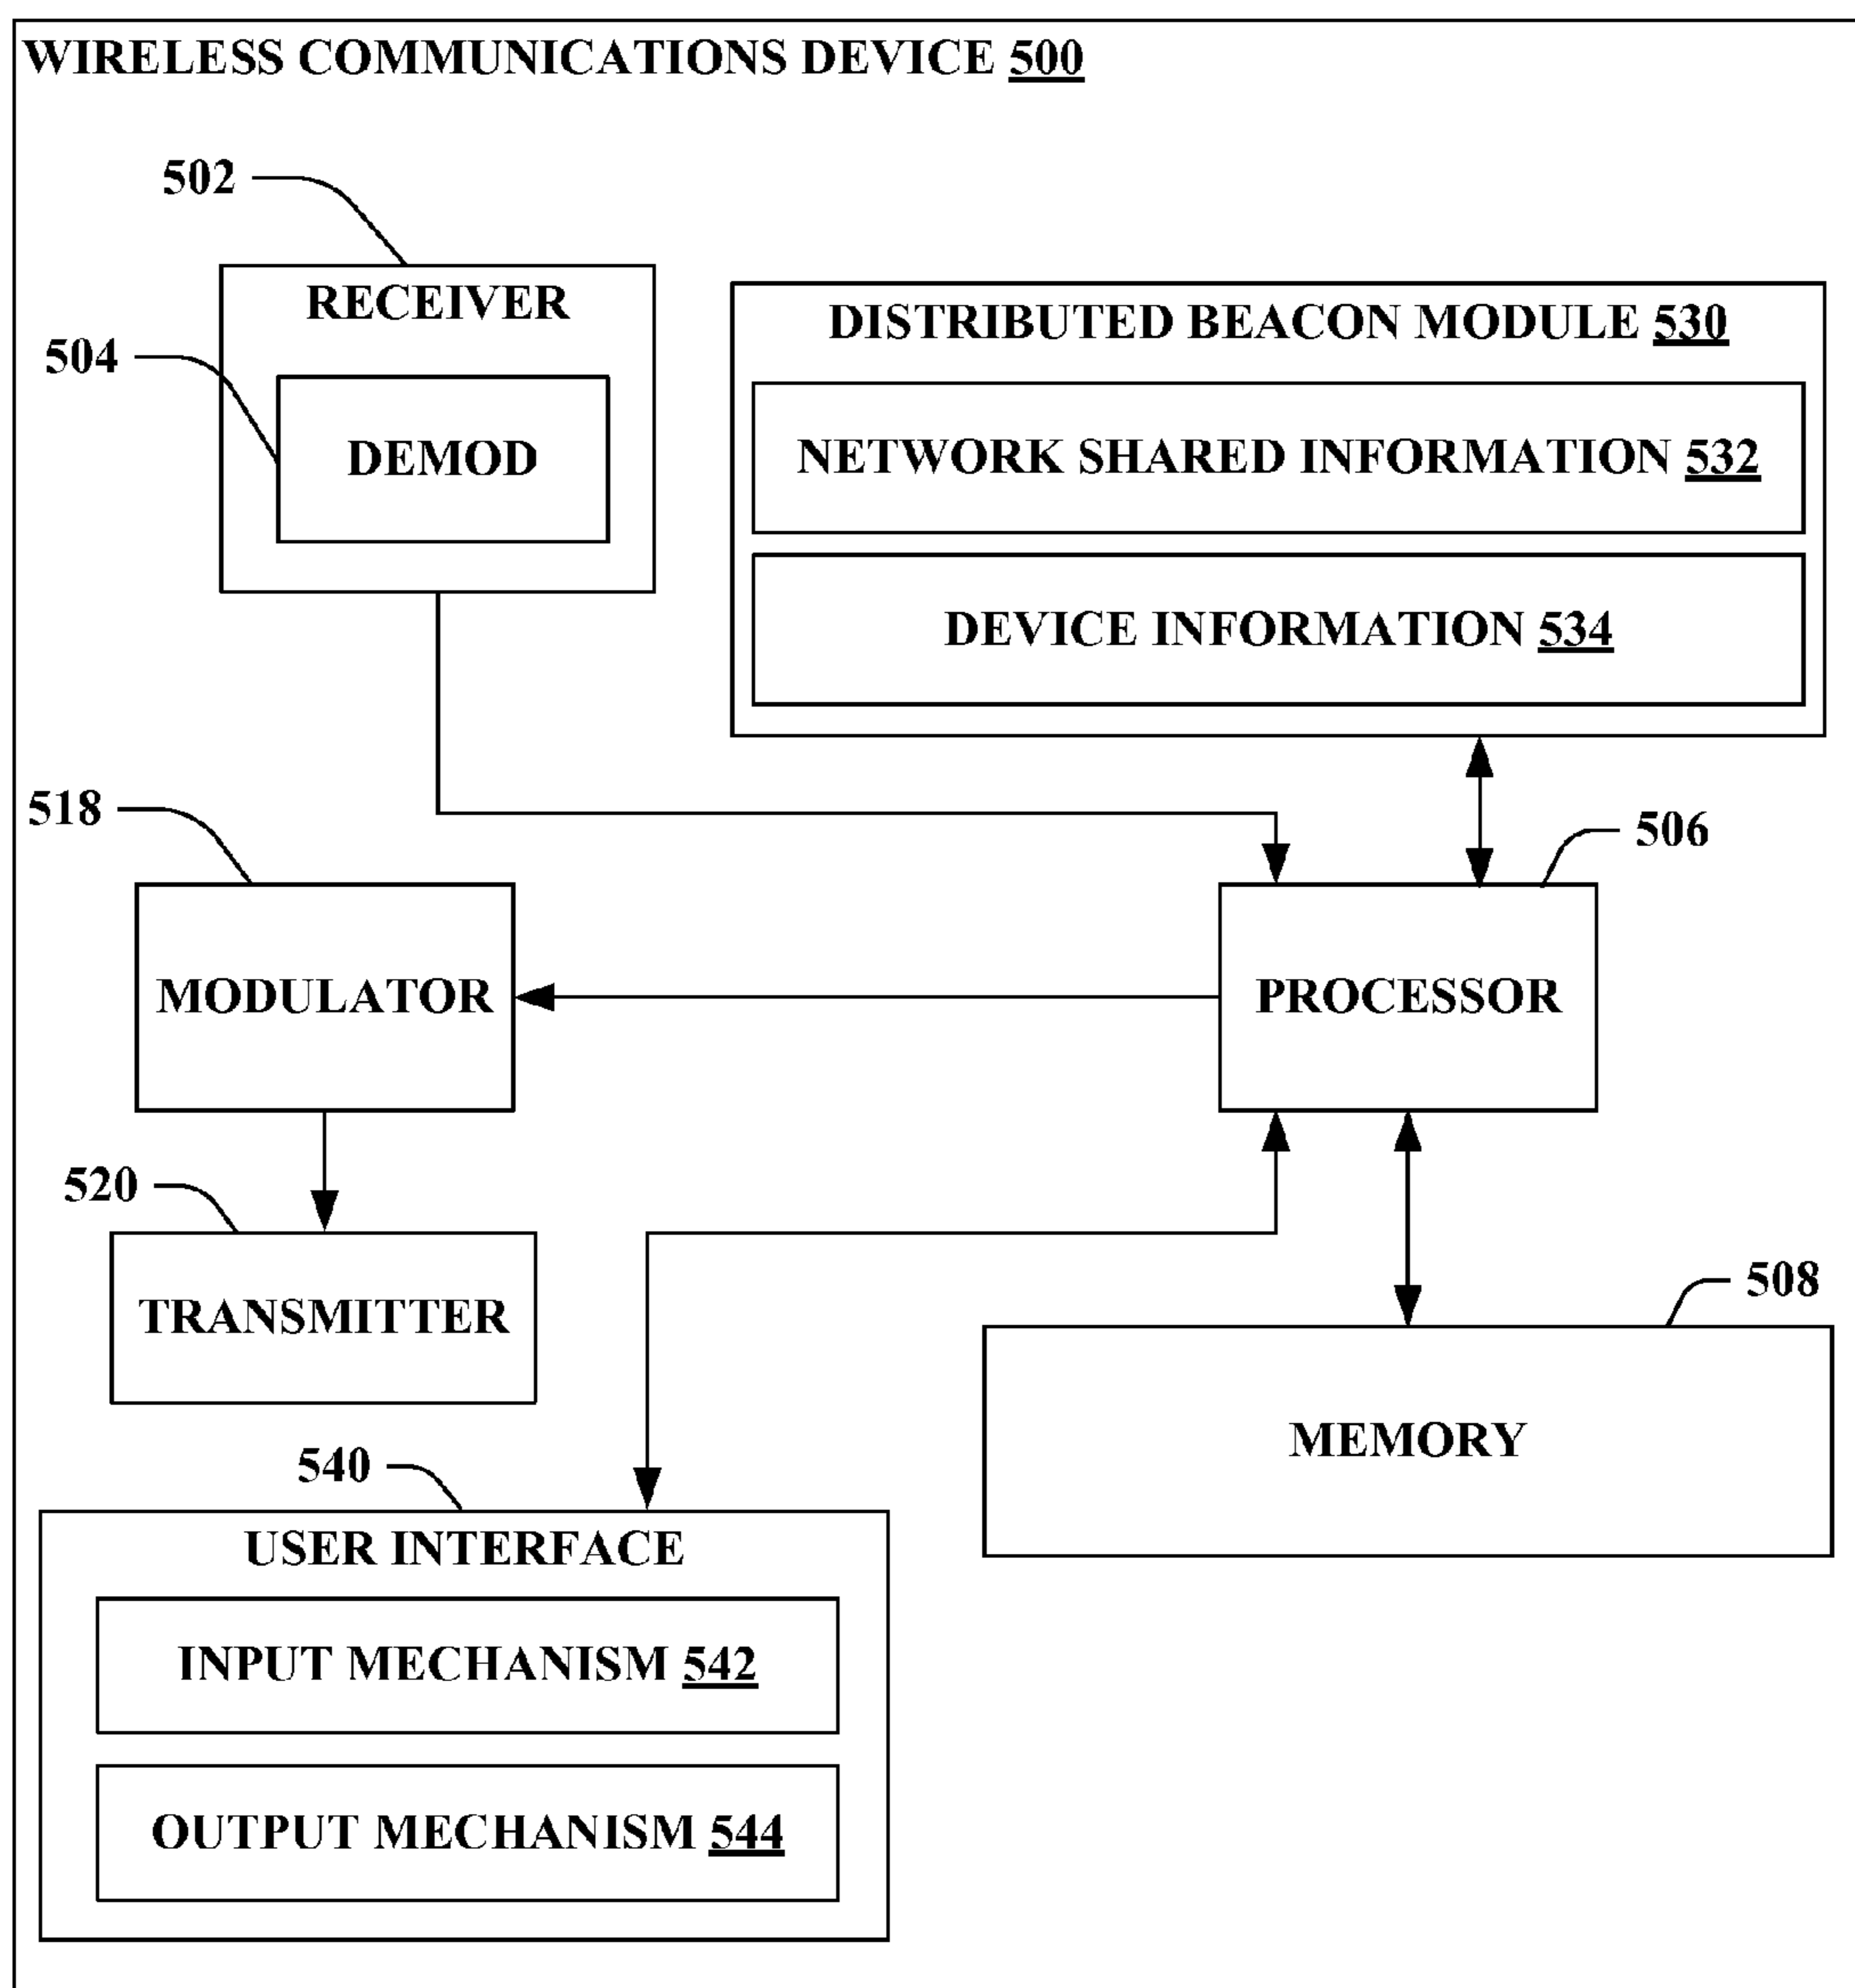 WIRELESS COMMUNICATIONS DEVICE 500
502
RECEIVER
504
DEMOD
DISTRIBUTED BEACON MODULE 530
NETWORK SHARED INFORMATION 532
DEVICE INFORMATION 534
518
506
MODULATOR
PROCESSOR
520
TRANSMITTER
508
MEMORY
540
USER INTERFACE
INPUT MECHANISM 542
OUTPUT MECHANISM 544